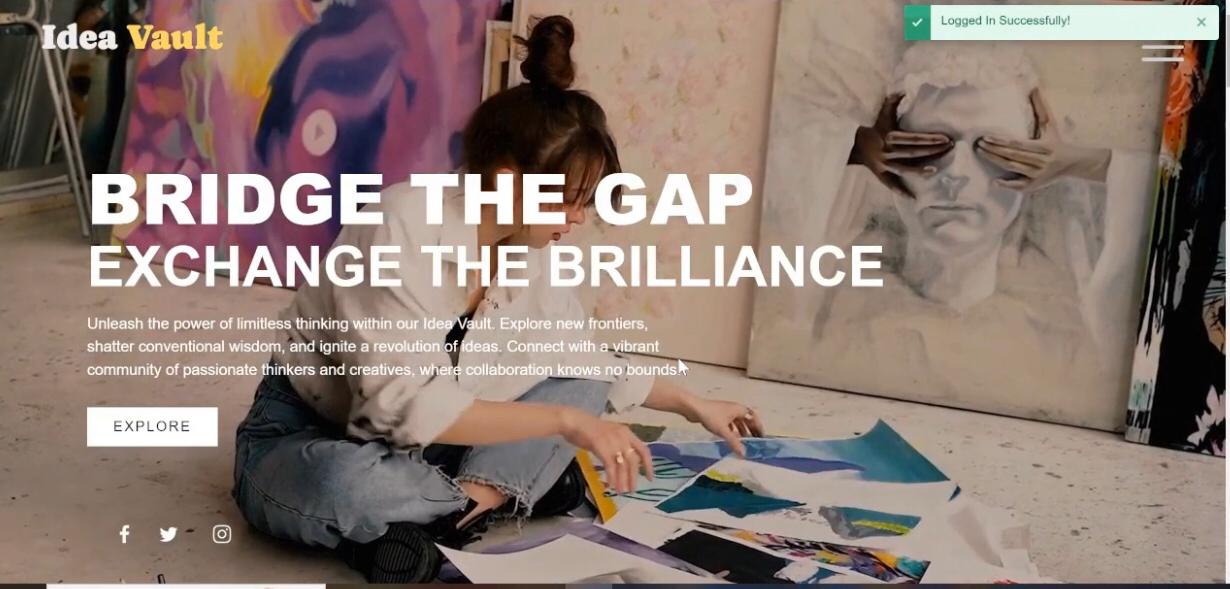 Idea Vault
Logged In Successfully!
BRIDGE THE GAP
EXCHANGE THE BRILLIANCE
Unleash the power of limitless thinking within our Idea Vault. Explore new frontiers,
shatter conventional wisdom, and ignite a revolution of ideas. Connect with a vibrant
community of passionate thinkers and creatives, where collaboration knows no bounds.
EXPLORE